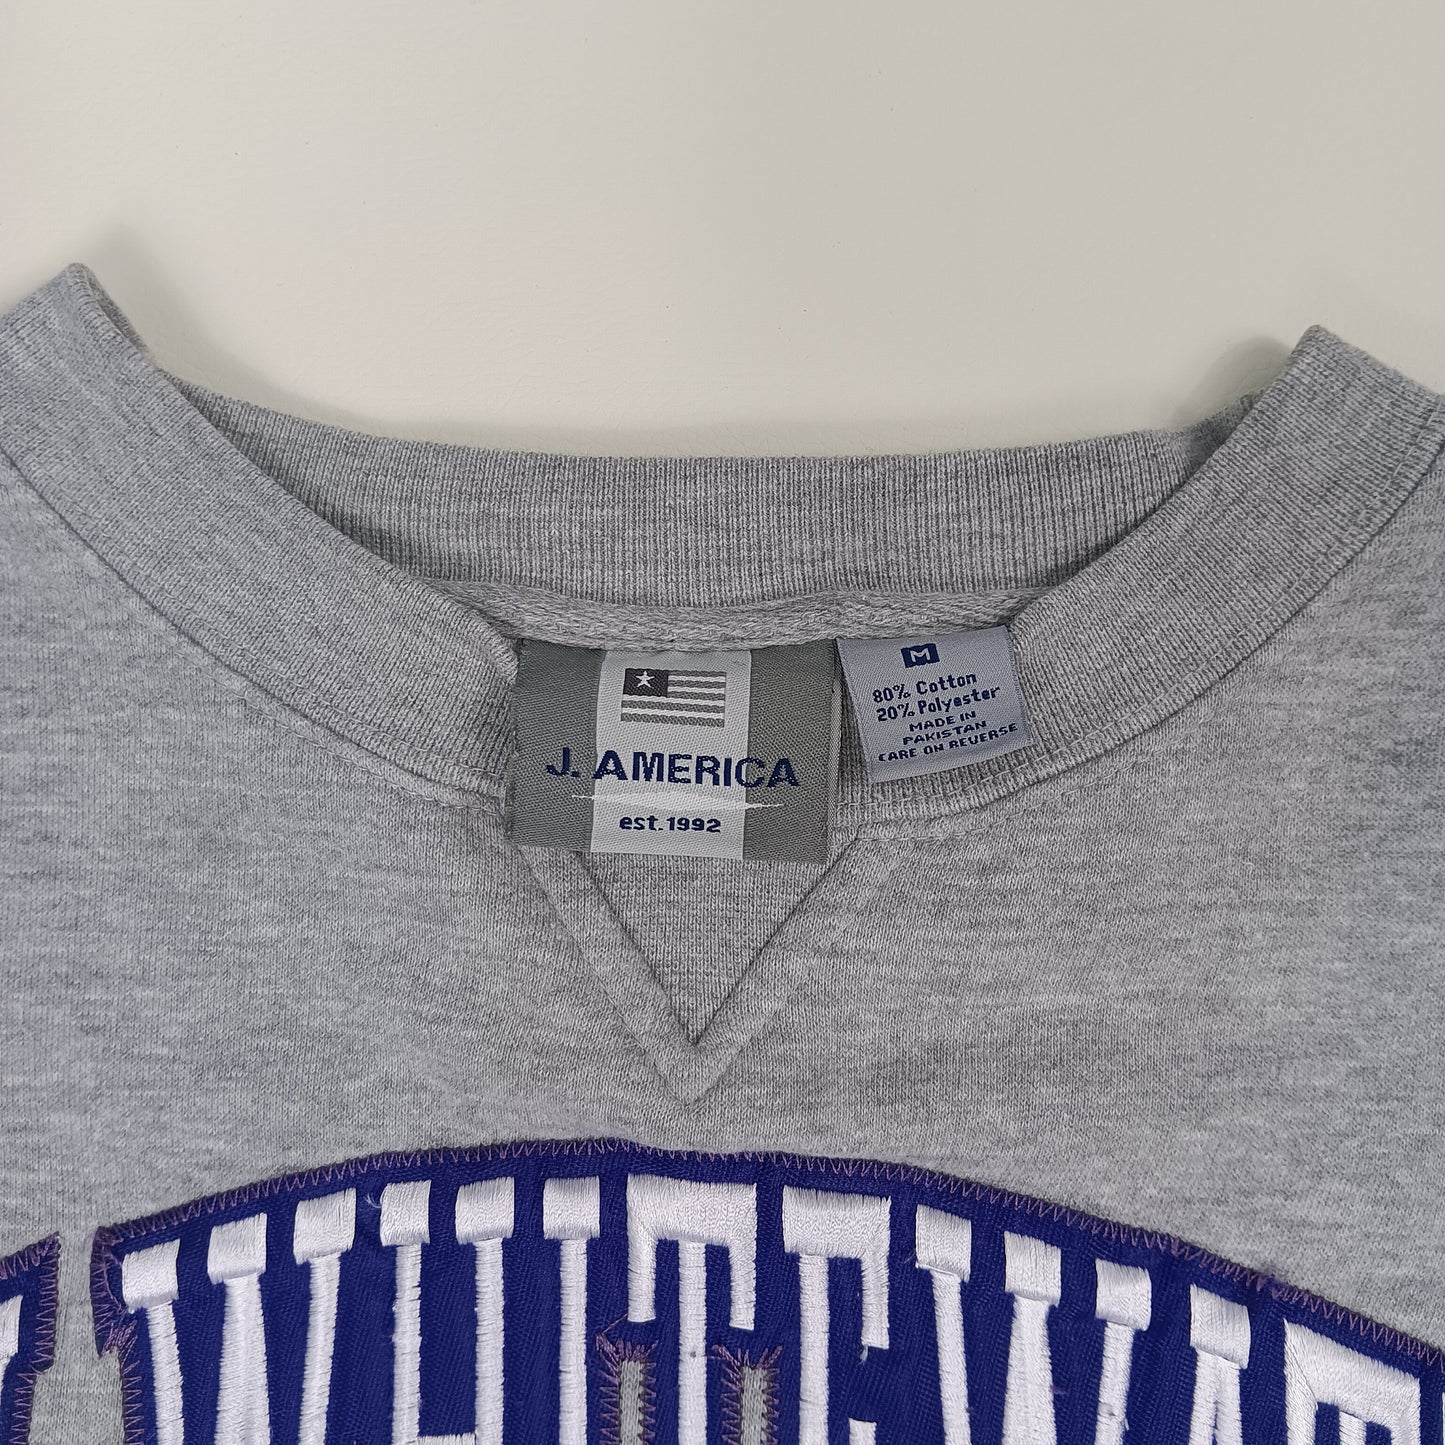 J. AMERICA
est. 1992
M
80% Cotton
20% Polyester
MADE IN
PAKISTAN
CARE ON REVERSE